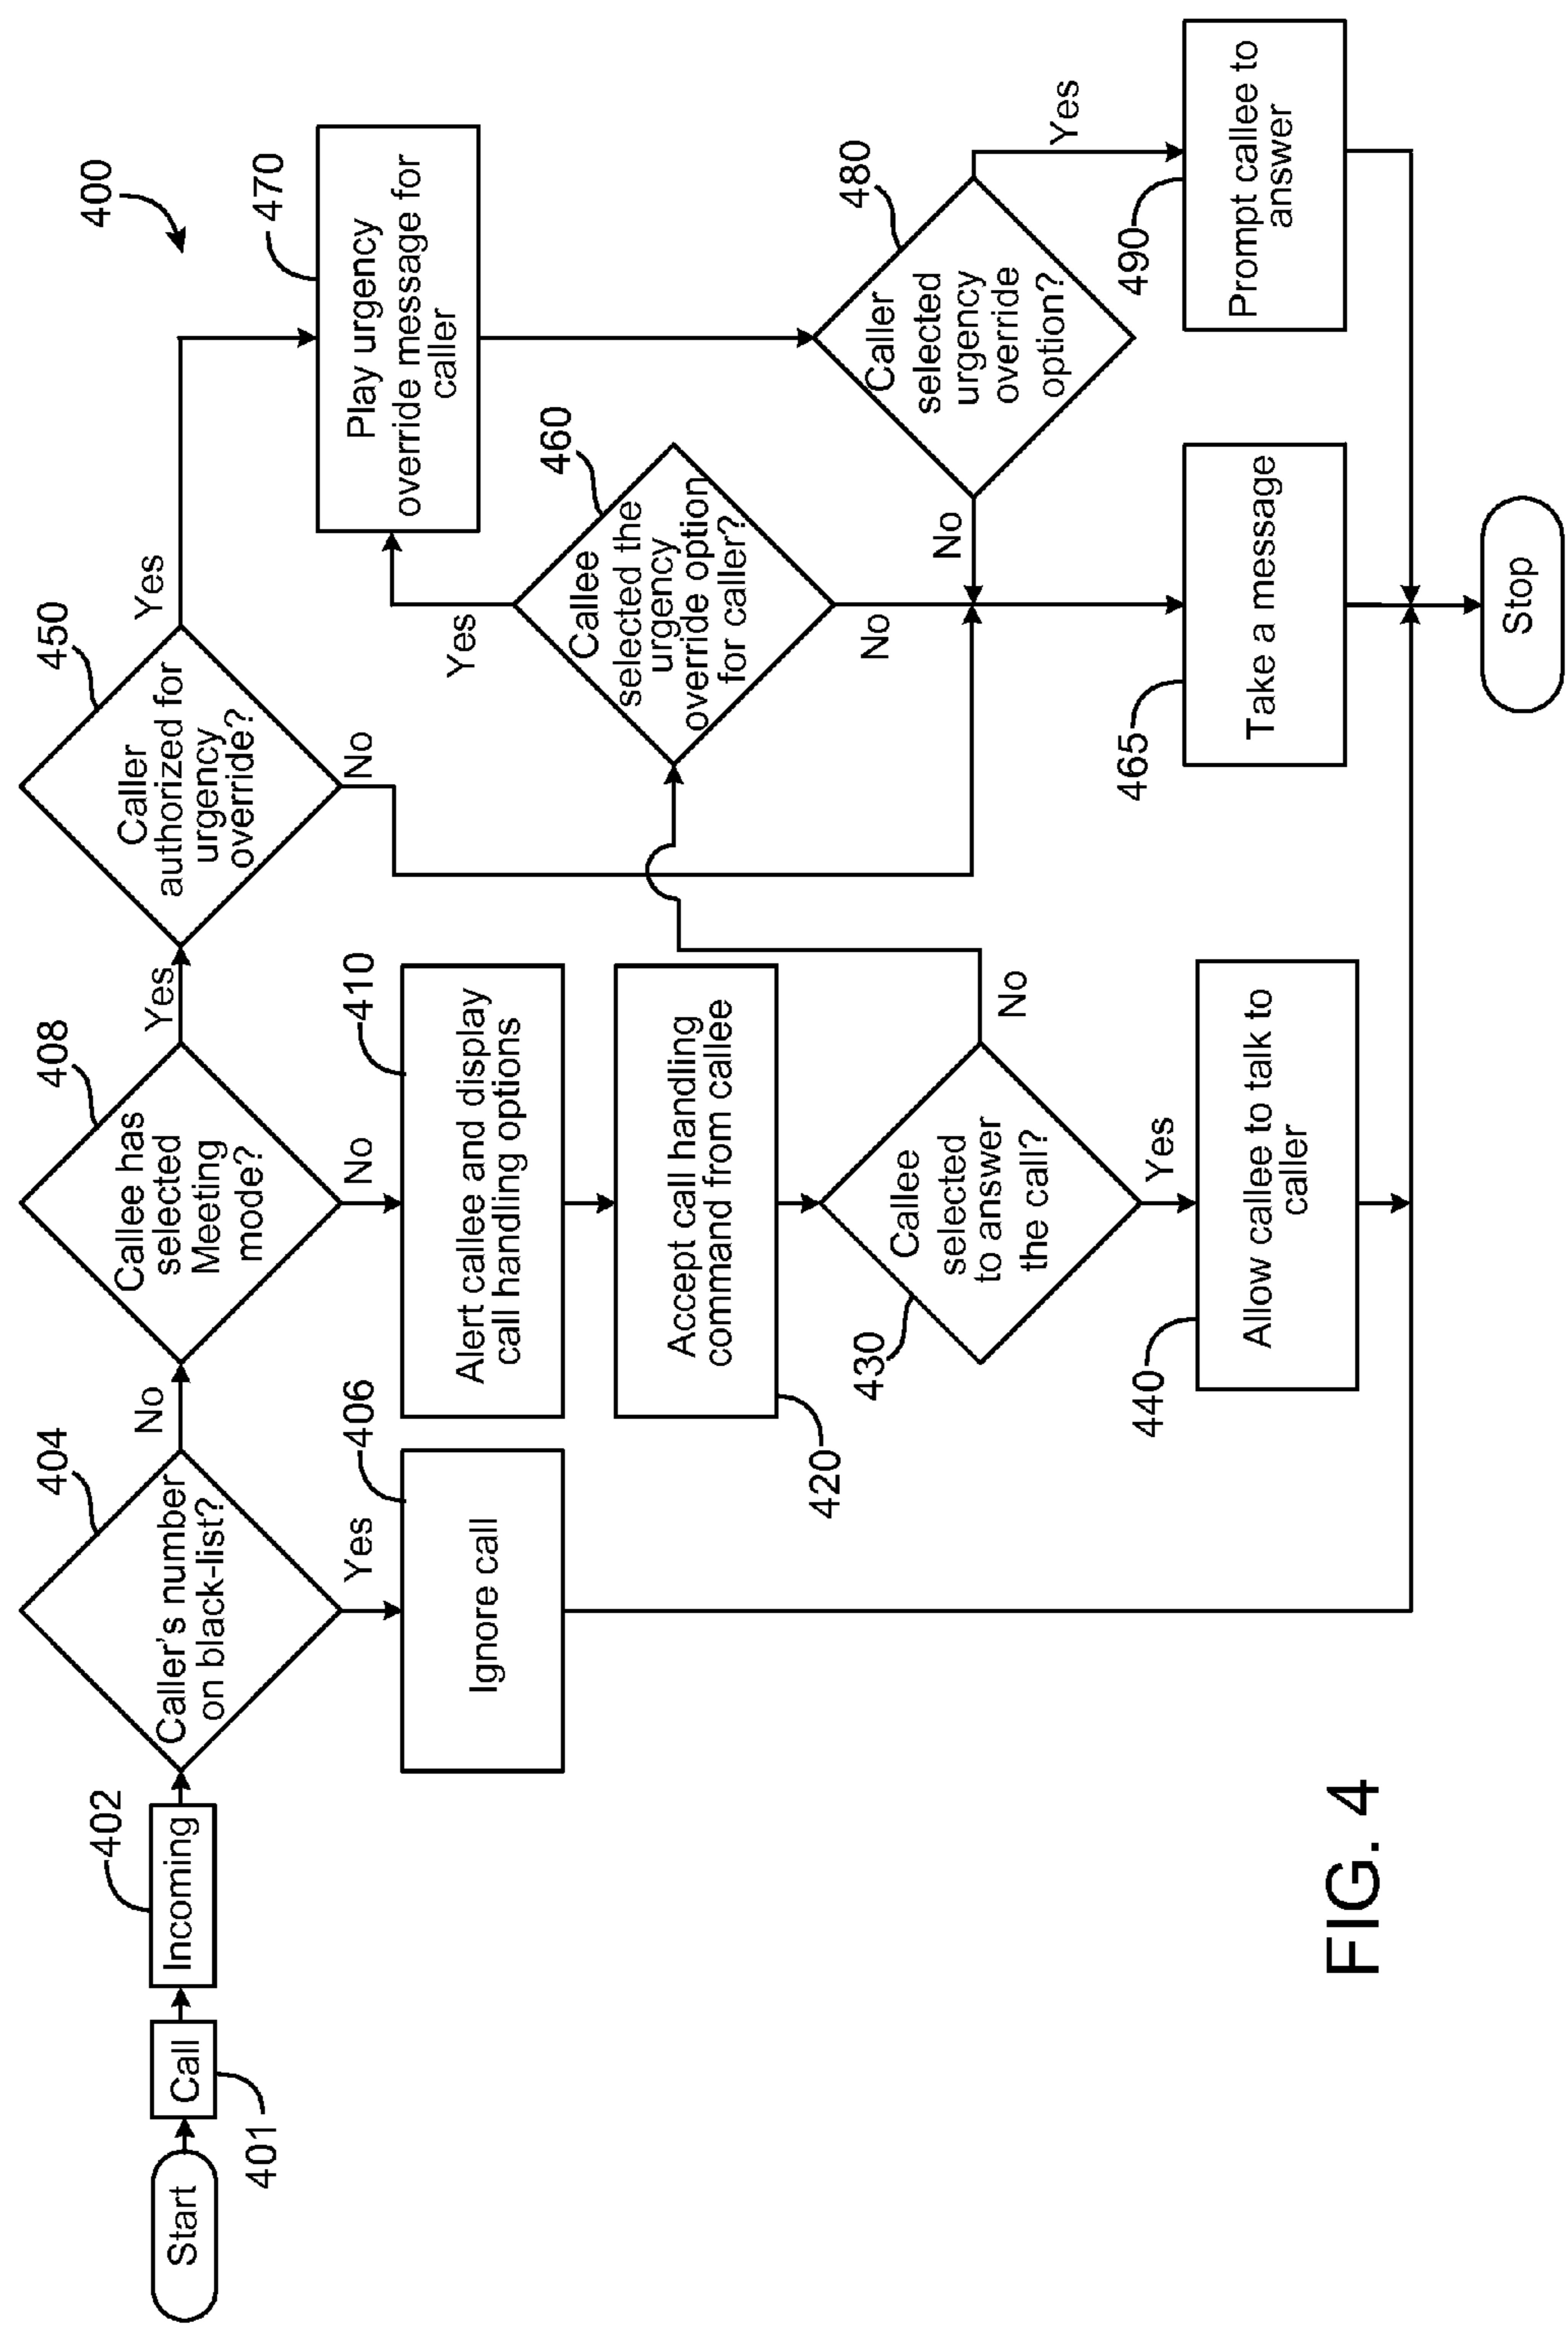 400
Start
Call
401
Incoming
402
Caller's number
on black-list?
404
No
Yes
Ignore call
406
Callee has
selected
Meeting
mode?
408
Yes
No
Alert callee and display
call handling options
410
Accept call handling
command from callee
420
Callee
selected
to answer
the call?
430
No
Yes
Allow callee to talk to
caller
440
Caller
authorized for
urgency
override?
450
Yes
No
Callee
selected the
urgency
override option
for caller?
460
Yes
No
Take a message
465
Play urgency
override message for
caller
470
Caller
selected
urgency
override
option?
480
No
Yes
Prompt callee to
answer
490
Stop
FIG. 4